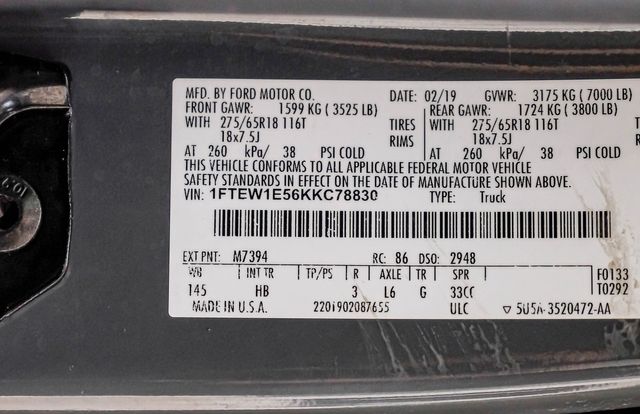 MFD. BY FORD MOTOR CO. DATE: 02/19 GVWR: 3175 KG ( 7000 LB)
FRONT GAWR: 1599 KG ( 3525 LB) REAR GAWR: 1724 KG ( 3800 LB)
WITH 275/65R18 116T TIRES WITH 275/65R18 116T
18x7.5J RIMS 18x7.5J
AT 260 kPa/ 38 PSI COLD AT 260 kPa/ 38 PSI COLD
THIS VEHICLE CONFORMS TO ALL APPLICABLE FEDERAL MOTOR VEHICLE
SAFETY STANDARDS IN EFFECT ON THE DATE OF MANUFACTURE SHOWN ABOVE.
VIN: 1FTEW1E56KKC78830 TYPE: Truck
EXT PNT: M7394 RC: 86 DSO: 2948
WB INT TR TP/PS R AXLE TR SPR F0133
145 HB 3 L6 G 33CC T0292
MADE IN U.S.A. 2201902087655 ULC ▽ 5U5A-3520472-AA